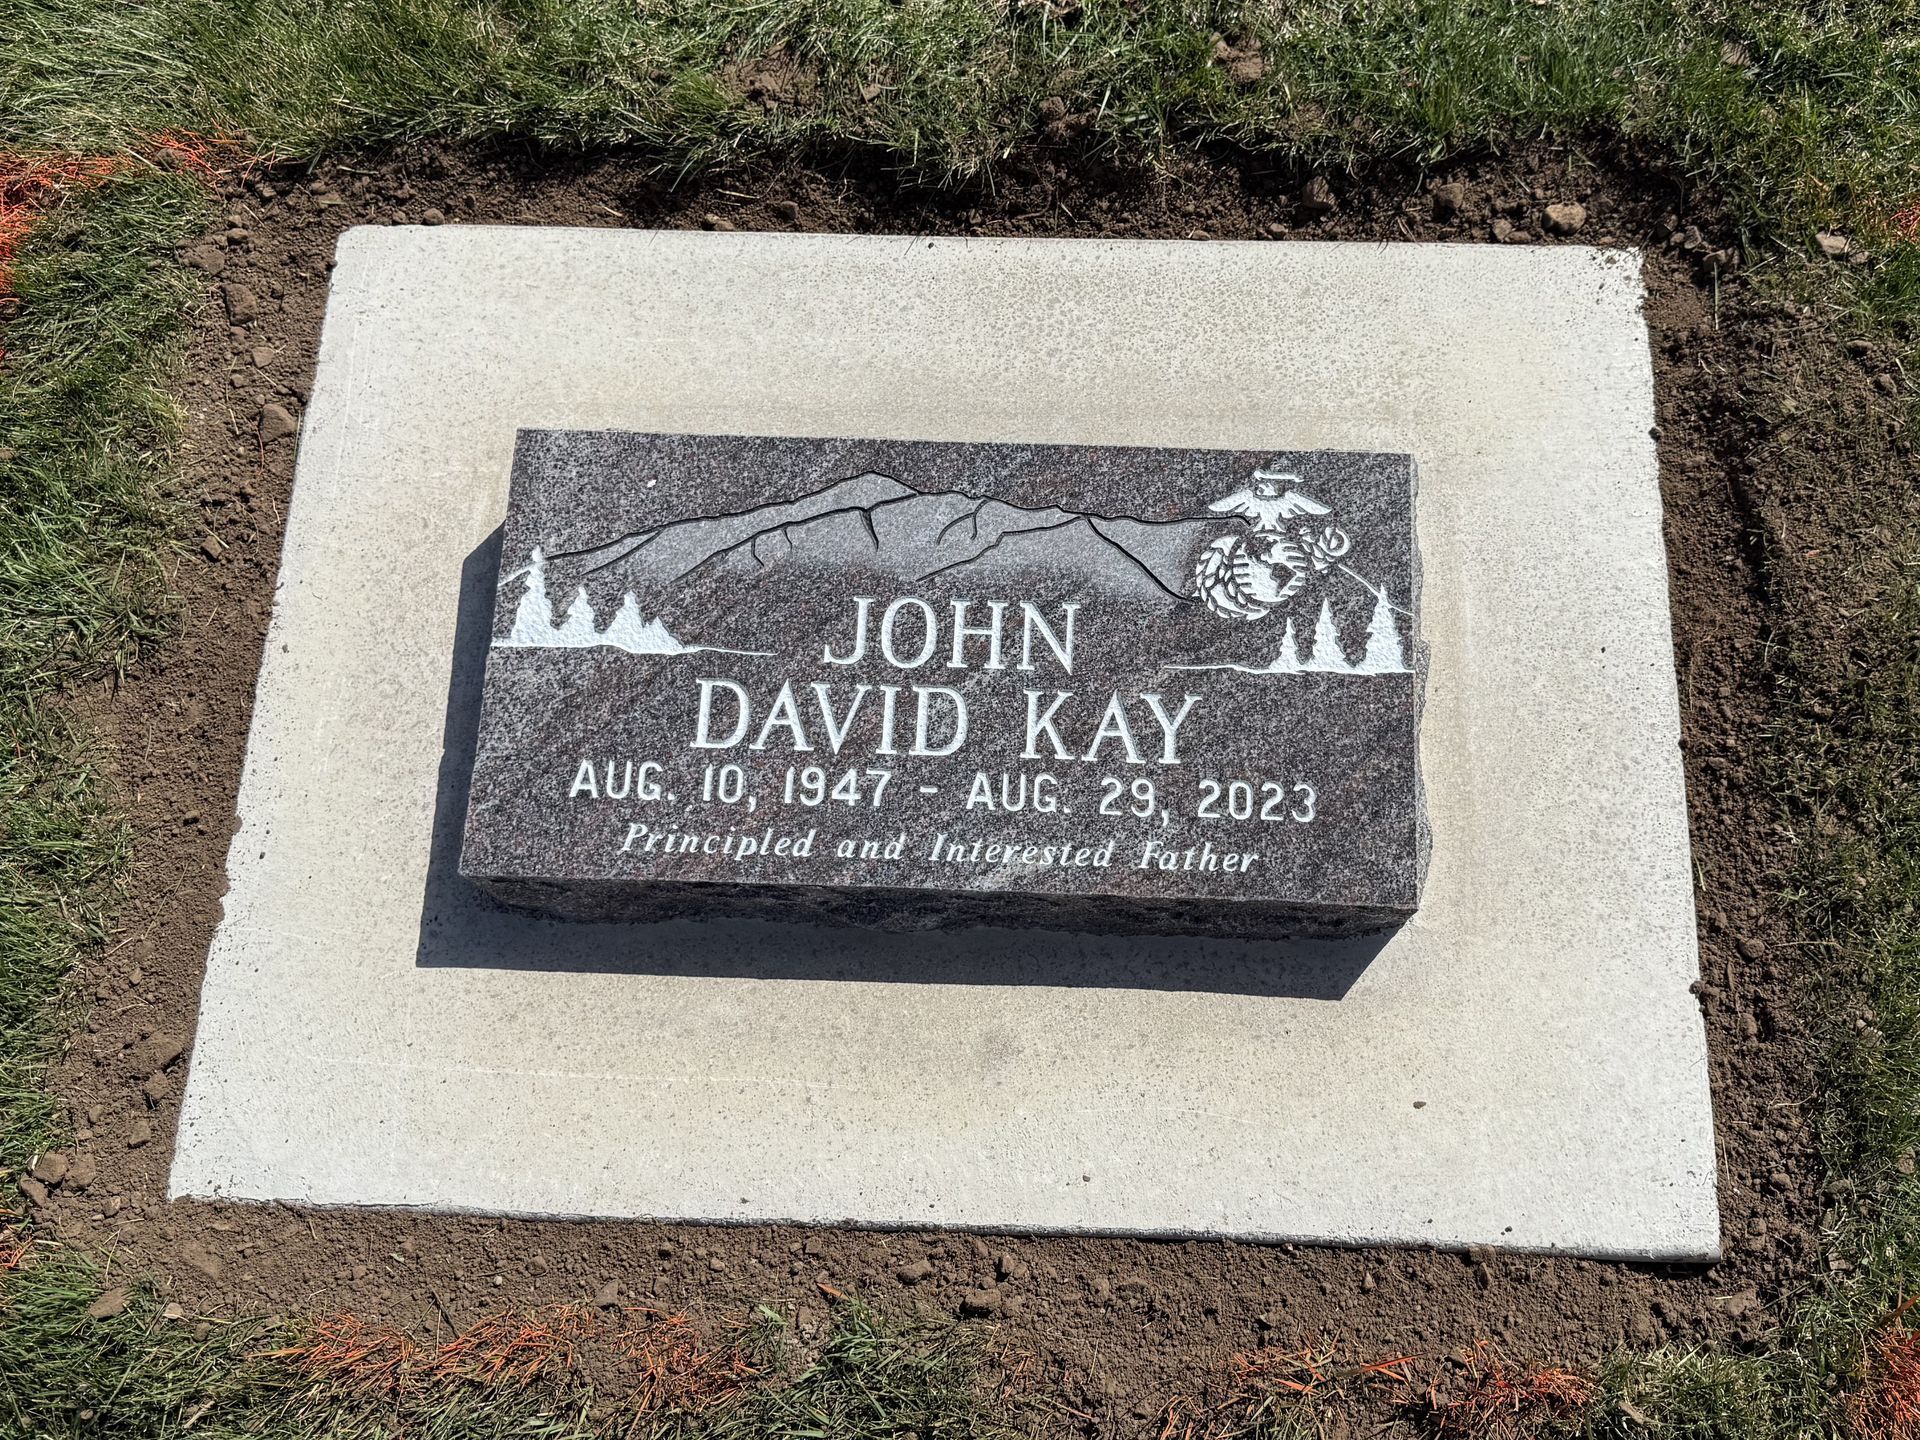 JOHN
DAVID KAY
AUG. 10, 1947 - AUG. 29, 2023
Principled and Interested Father